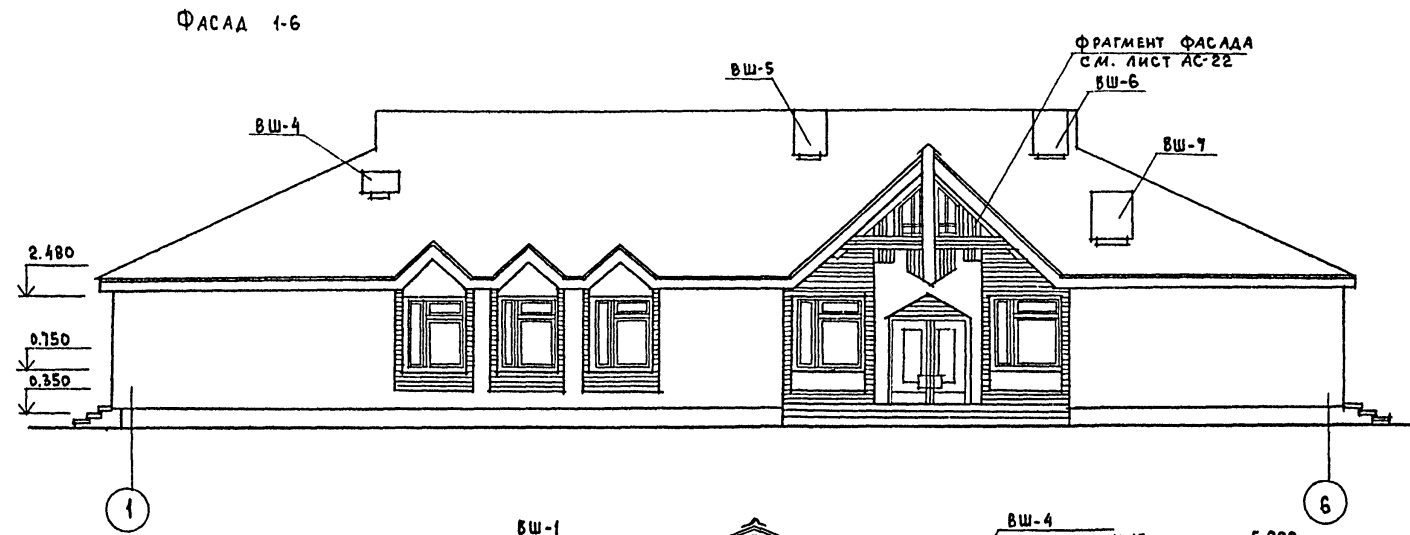 Фасад 1-6
ФРАГМЕНТ ФАСАДА
СМ. ЛИСТ АС-22
ВШ-5
ВШ-6
ВШ-4
ВШ-7
2.480
0.750
0.350
1
6
ВШ-1
ВШ-4